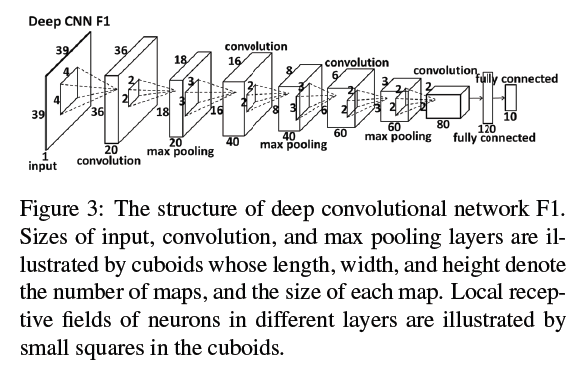 Deep CNN F1
39
4
4
39
1
input
36
2
2
36
20
convolution
18
3
3
18
20
max pooling
convolution
16
2
2
16
40
8
3
3
8
40
max pooling
convolution
6
2
2
6
60
3
2
2
3
60
max pooling
convolution
2
2
80
120
fully connected
10
fully connected
Figure 3: The structure of deep convolutional network F1.
Sizes of input, convolution, and max pooling layers are il-
lustrated by cuboids whose length, width, and height denote
the number of maps, and the size of each map. Local recep-
tive fields of neurons in different layers are illustrated by
small squares in the cuboids.